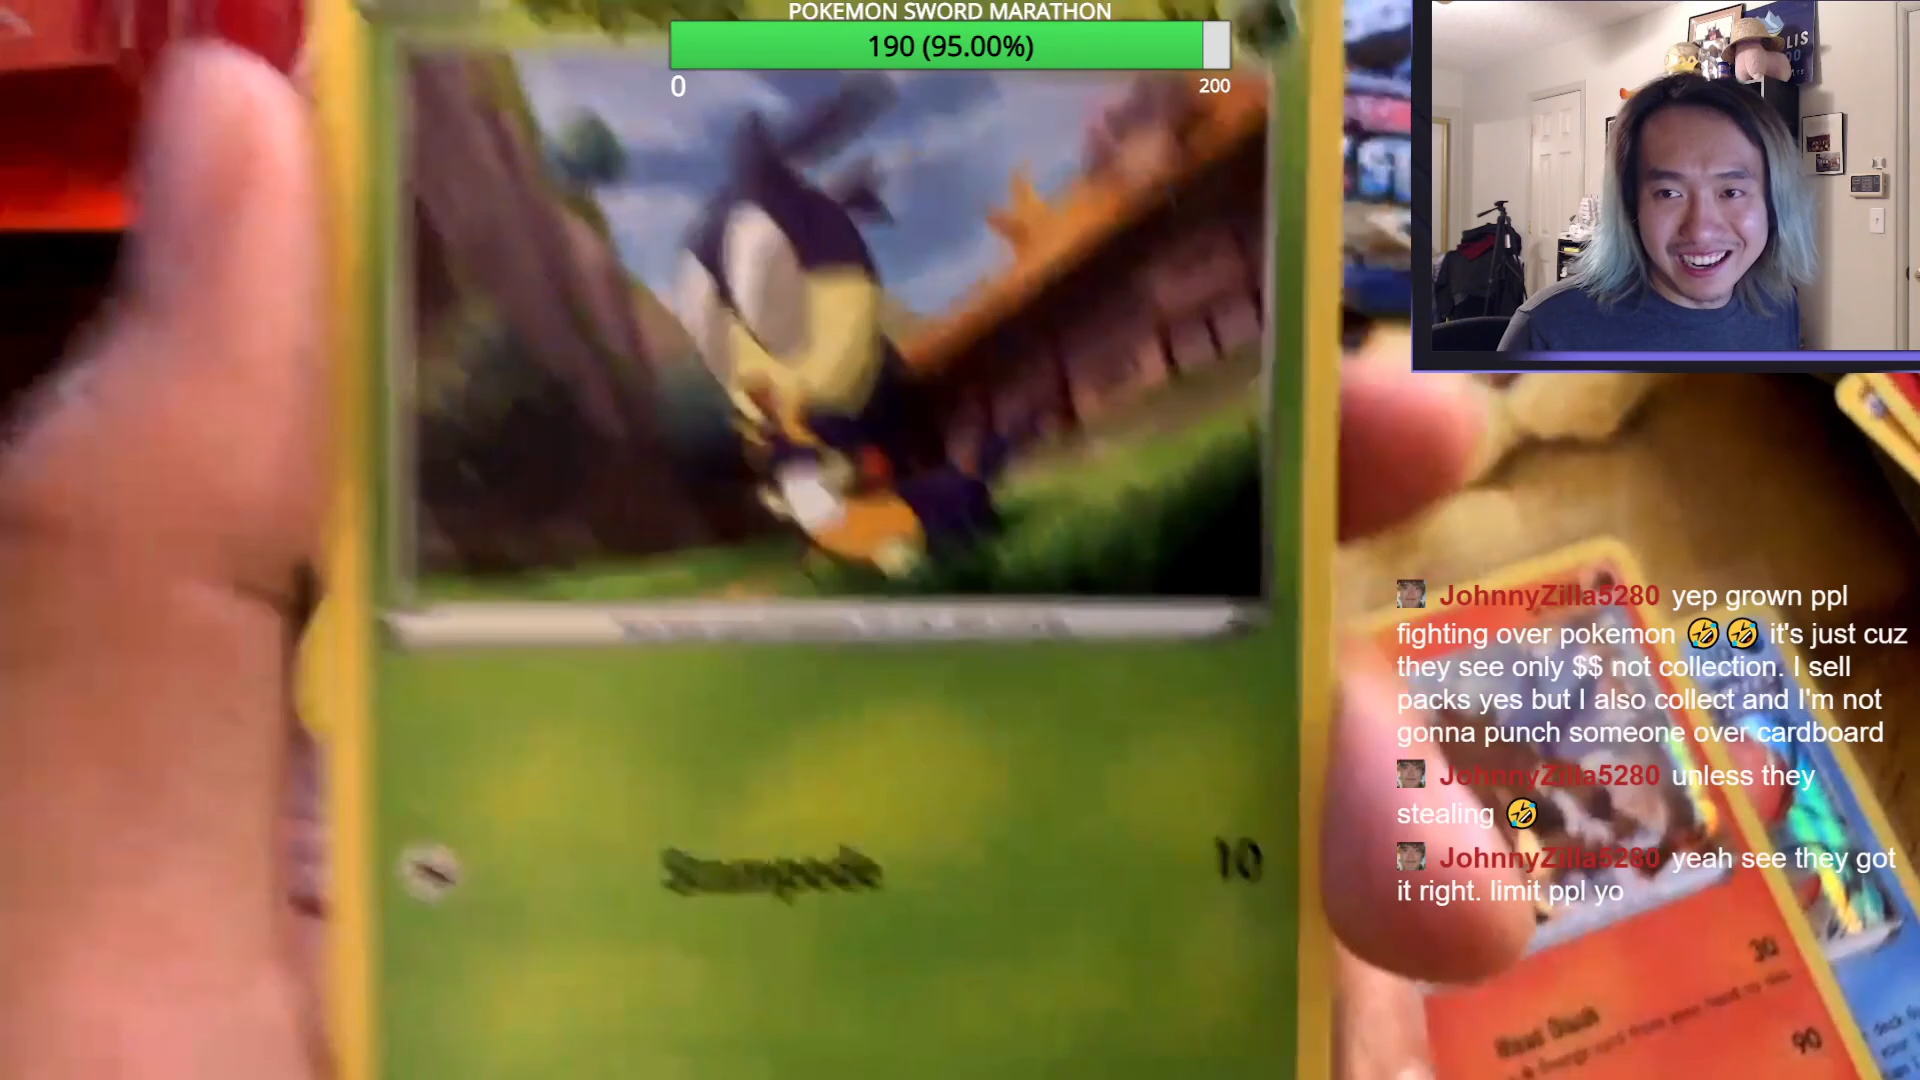 POKEMON SWORD MARATHON
190 (95.00%)
0
200
LIS
JohnnyZilla5280 yep grown ppl
fighting over pokemon 🤣 🤣 it's just cuz
they see only $$ not collection. I sell
packs yes but I also collect and I'm not
gonna punch someone over cardboard
JohnnyZilla5280 unless they
stealing 🤣
JohnnyZilla5280 yeah see they got
it right. limit ppl yo
Stampede
10
30
90